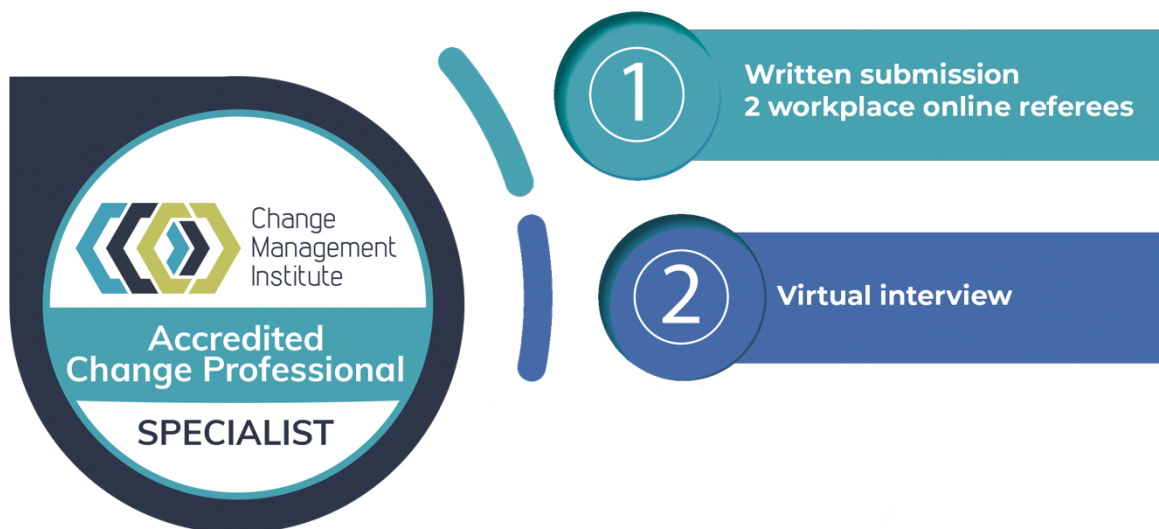 Change
Management
Institute
Accredited
Change Professional
SPECIALIST
1
Written submission
2 workplace online referees
2
Virtual interview